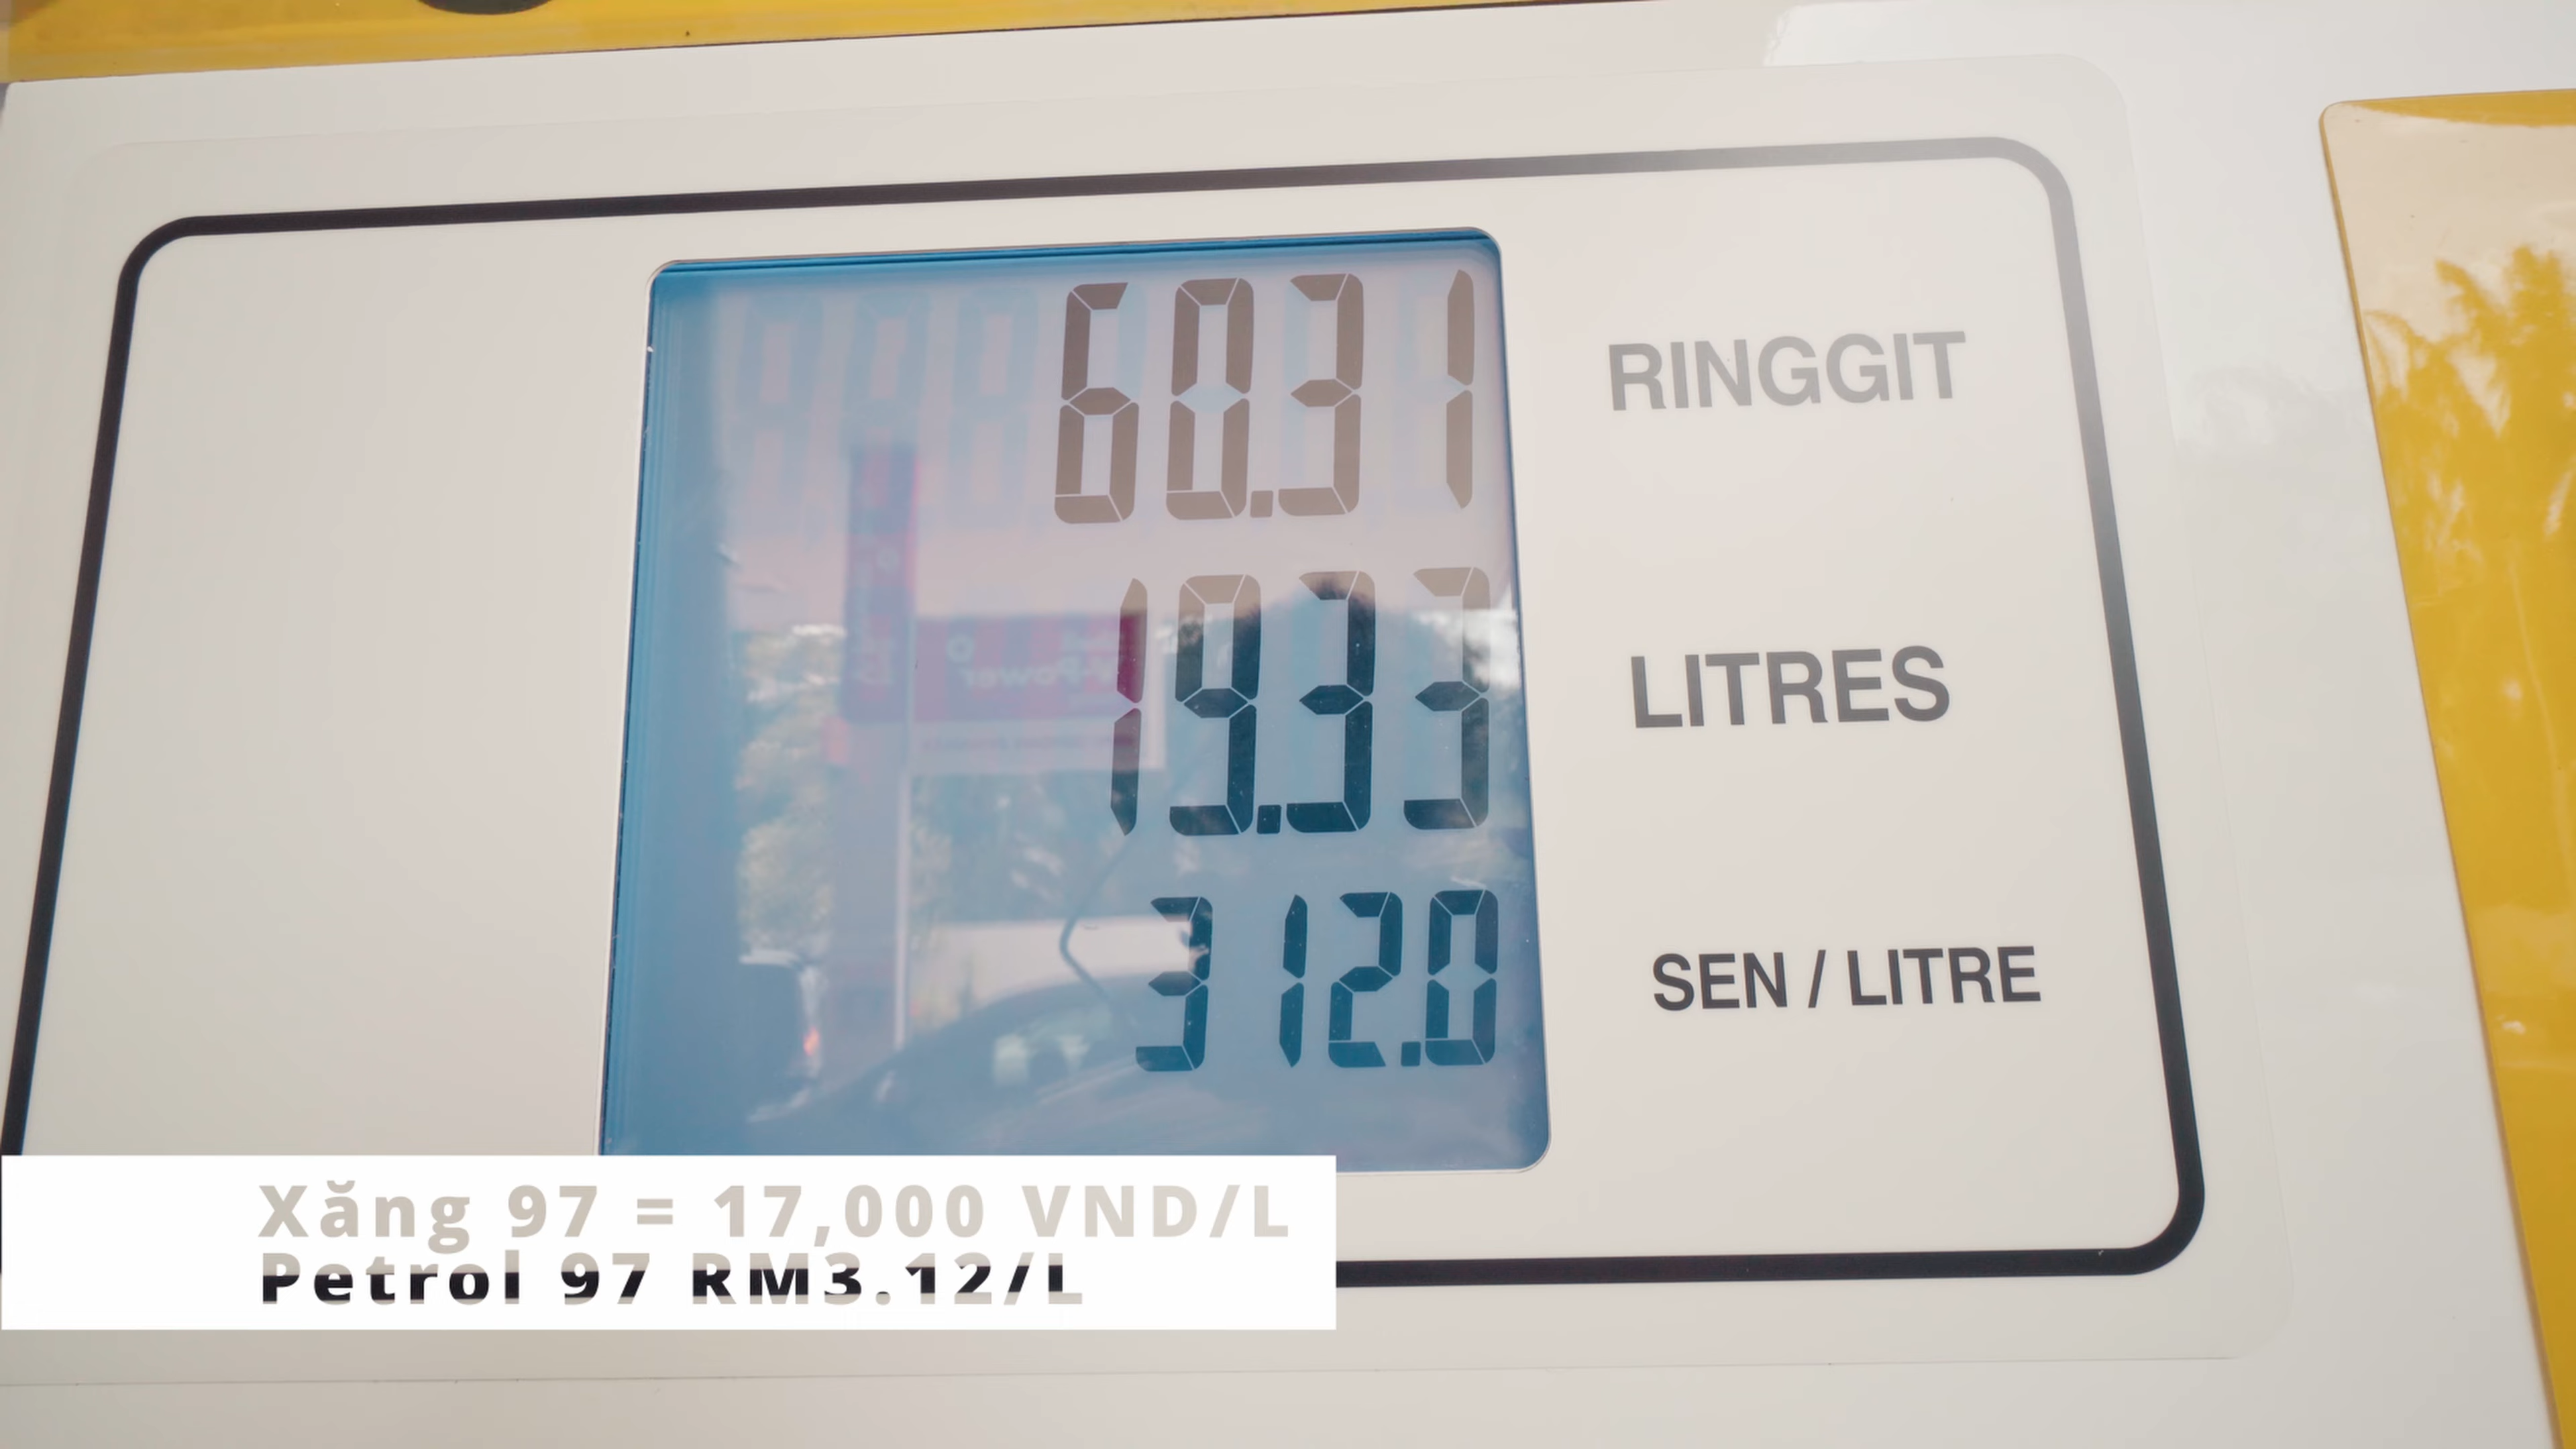 60.31 RINGGIT
19.33 LITRES
312.0 SEN / LITRE
Xăng 97 = 17,000 VND/L
Petrol 97 RM3.12/L